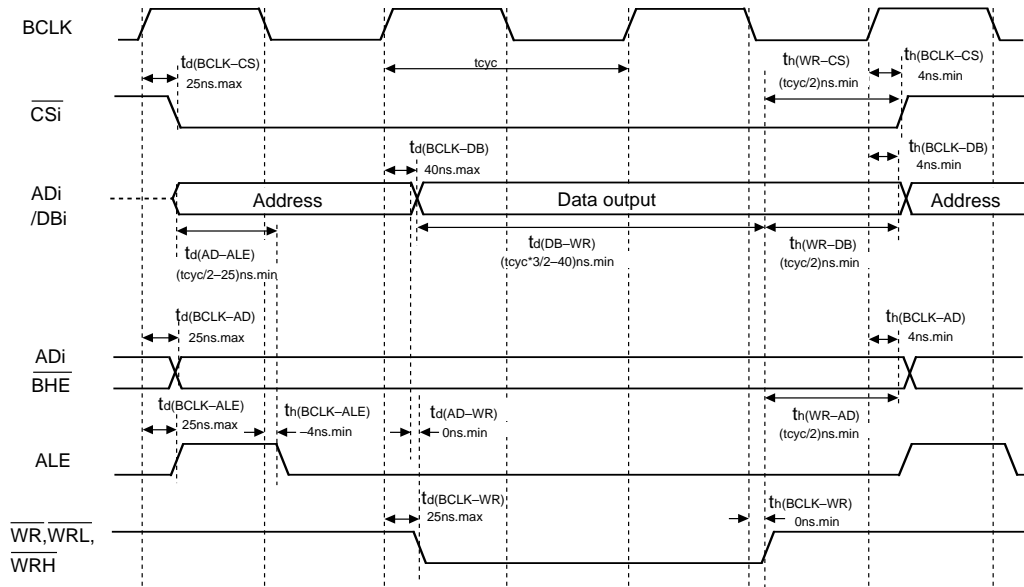 BCLK
td(BCLK–CS)
25ns.max
tcyc
th(WR–CS)
(tcyc/2)ns.min
th(BCLK–CS)
4ns.min
CSi
td(BCLK–DB)
40ns.max
th(BCLK–DB)
4ns.min
ADi
/DBi
Address
Data output
Address
td(AD–ALE)
(tcyc/2–25)ns.min
td(DB–WR)
(tcyc*3/2–40)ns.min
th(WR–DB)
(tcyc/2)ns.min
td(BCLK–AD)
25ns.max
th(BCLK–AD)
4ns.min
ADi
BHE
td(BCLK–ALE)
25ns.max
th(BCLK–ALE)
–4ns.min
td(AD–WR)
0ns.min
th(WR–AD)
(tcyc/2)ns.min
ALE
td(BCLK–WR)
25ns.max
th(BCLK–WR)
0ns.min
WR,WRL,
WRH